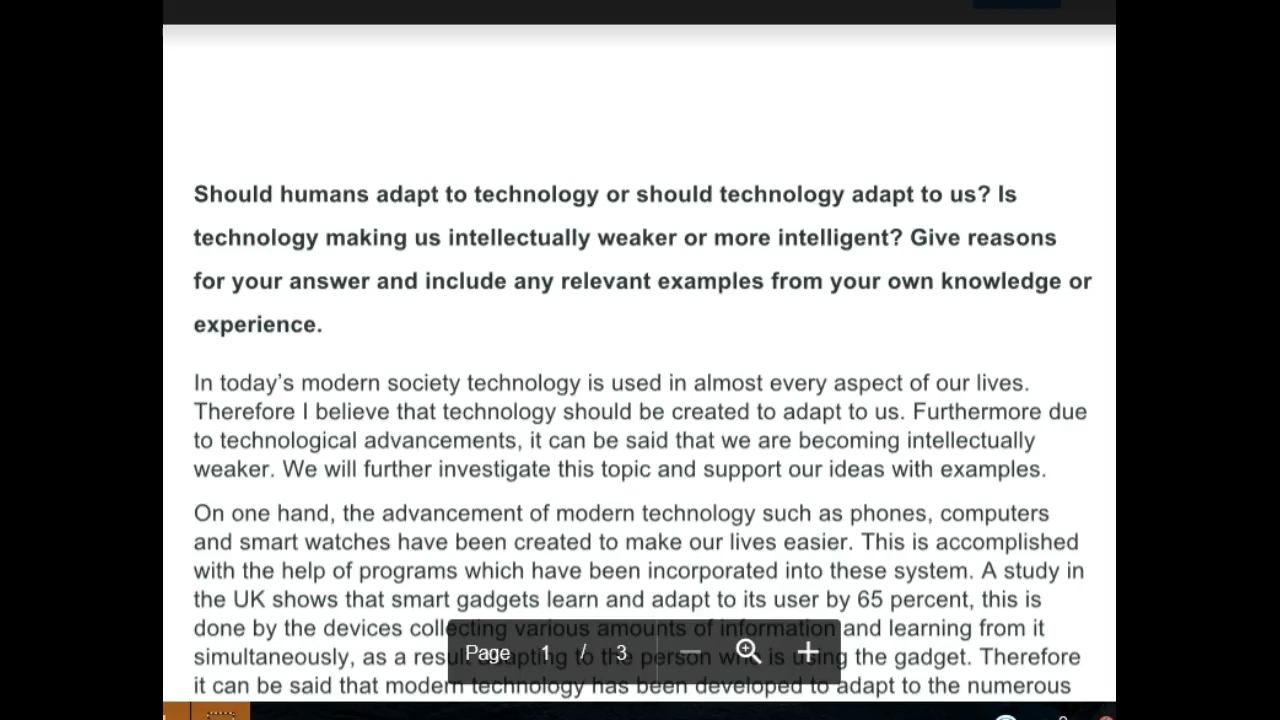 Should humans adapt to technology or should technology adapt to us? Is
technology making us intellectually weaker or more intelligent? Give reasons
for your answer and include any relevant examples from your own knowledge or
experience.
In today’s modern society technology is used in almost every aspect of our lives.
Therefore I believe that technology should be created to adapt to us. Furthermore due
to technological advancements, it can be said that we are becoming intellectually
weaker. We will further investigate this topic and support our ideas with examples.
On one hand, the advancement of modern technology such as phones, computers
and smart watches have been created to make our lives easier. This is accomplished
with the help of programs which have been incorporated into these system. A study in
the UK shows that smart gadgets learn and adapt to its user by 65 percent, this is
done by the devices collecting various amounts of information and learning from it
simultaneously, as a result adapting to the person who is using the gadget. Therefore
it can be said that modern technology has been developed to adapt to the numerous
Page 1 / 3